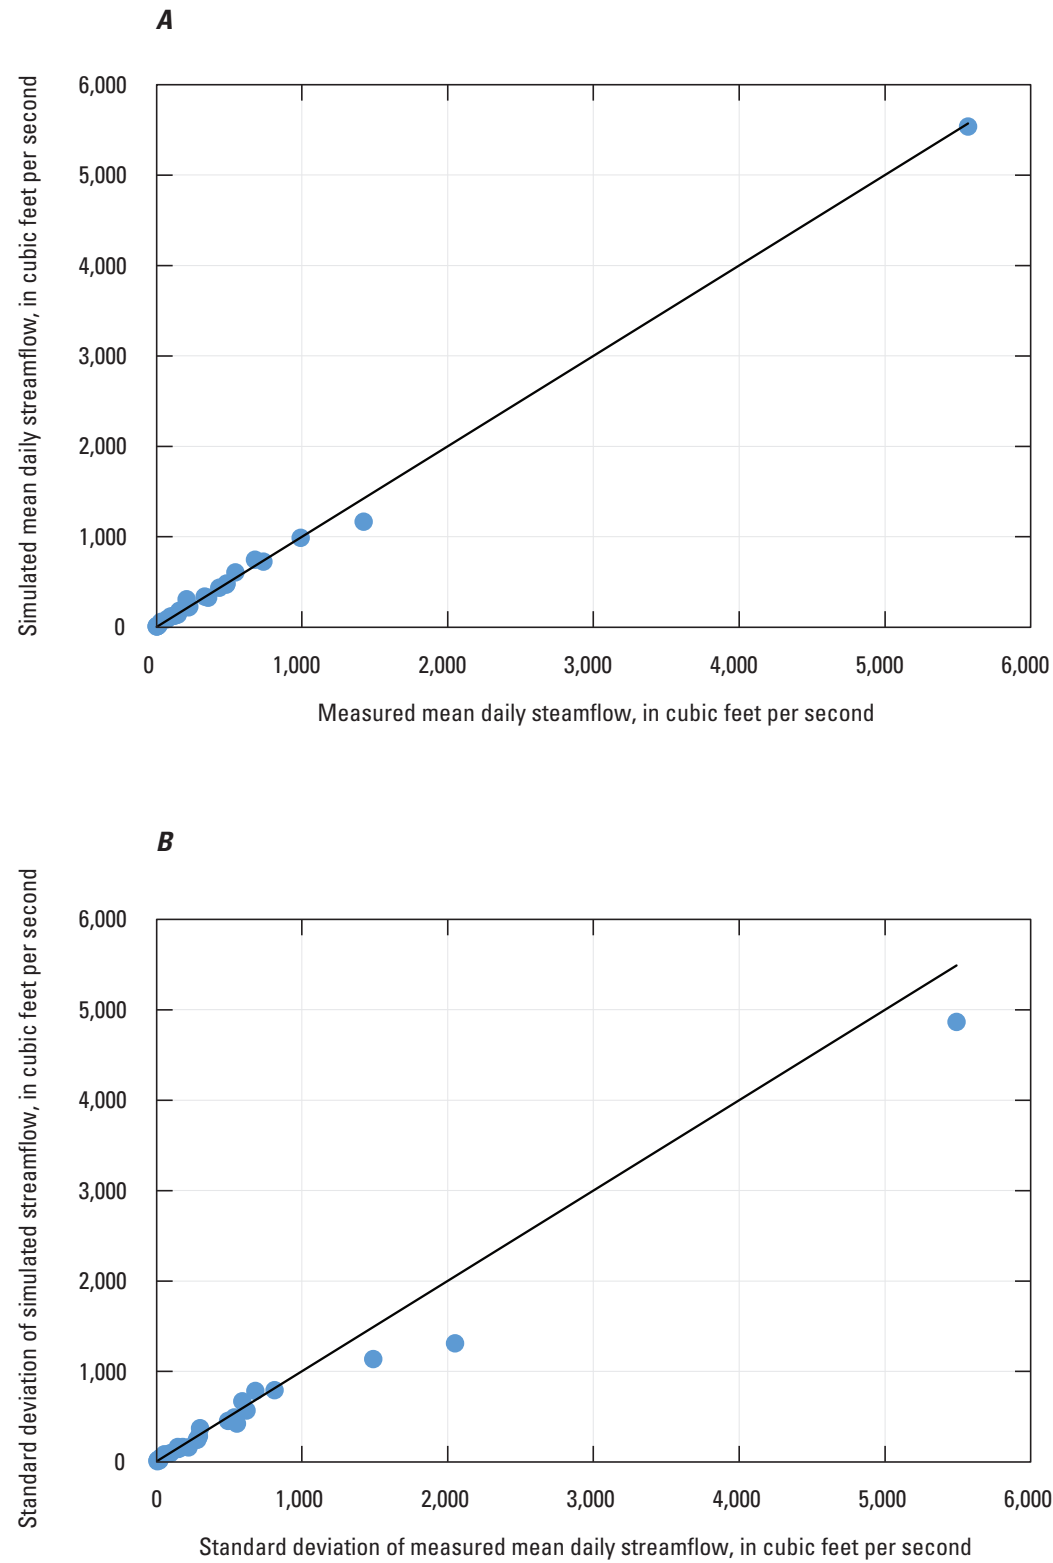 A
Simulated mean daily streamflow, in cubic feet per second
6,000
5,000
4,000
3,000
2,000
1,000
0
0 1,000 2,000 3,000 4,000 5,000 6,000
Measured mean daily steamflow, in cubic feet per second
B
Standard deviation of simulated streamflow, in cubic feet per second
6,000
5,000
4,000
3,000
2,000
1,000
0
0 1,000 2,000 3,000 4,000 5,000 6,000
Standard deviation of measured mean daily streamflow, in cubic feet per second